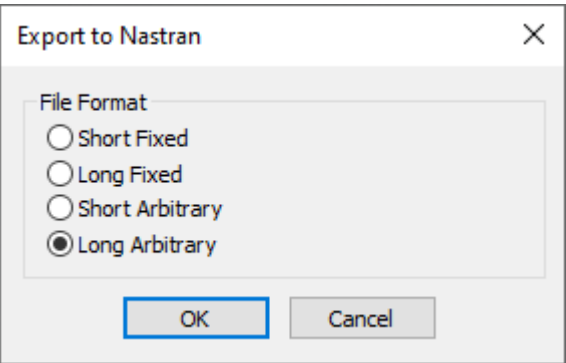 Export to Nastran
File Format
Short Fixed
Long Fixed
Short Arbitrary
Long Arbitrary
OK Cancel